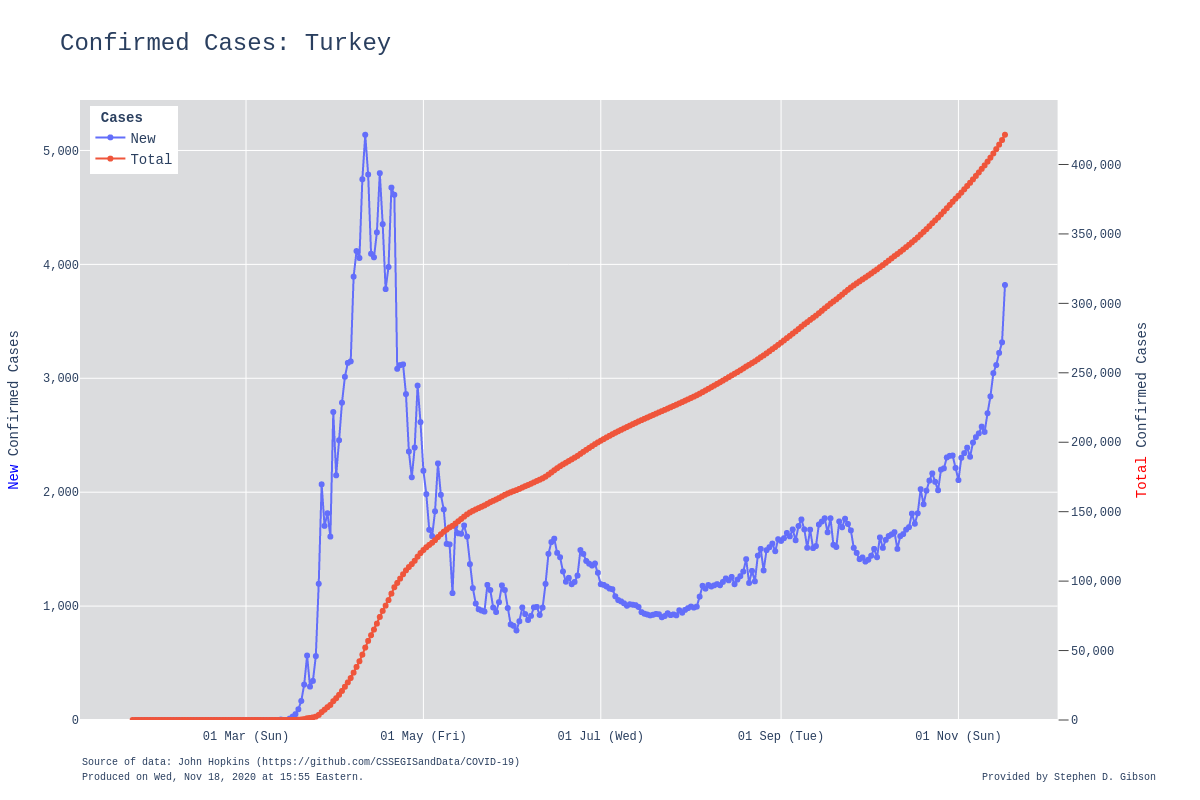 Confirmed Cases: Turkey
Cases
New
Total
5,000
4,000
3,000
2,000
1,000
0
New Confirmed Cases
400,000
350,000
300,000
250,000
200,000
150,000
100,000
50,000
0
Total Confirmed Cases
01 Mar (Sun)
01 May (Fri)
01 Jul (Wed)
01 Sep (Tue)
01 Nov (Sun)
Source of data: John Hopkins (https://github.com/CSSEGISandData/COVID-19)
Produced on Wed, Nov 18, 2020 at 15:55 Eastern.
Provided by Stephen D. Gibson